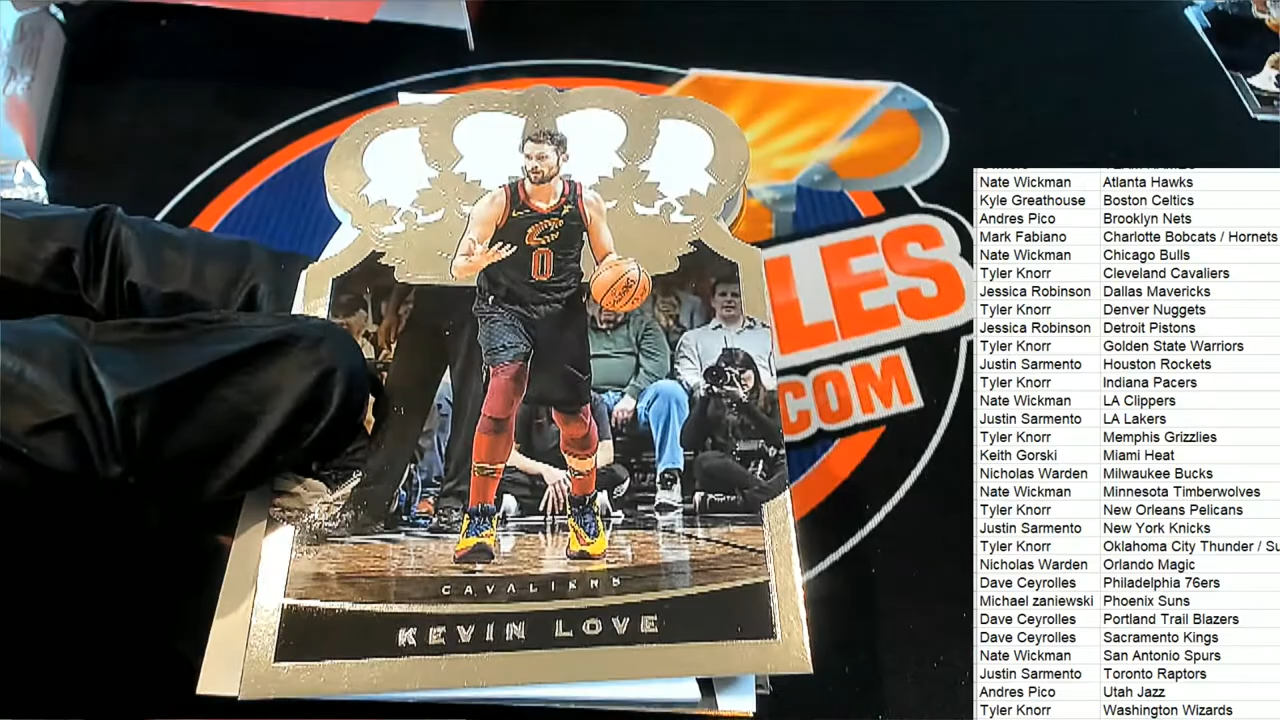 LES
.COM
0
CAVALIERS
KEVIN LOVE
Nate Wickman Atlanta Hawks
Kyle Greathouse Boston Celtics
Andres Pico Brooklyn Nets
Mark Fabiano Charlotte Bobcats / Hornets
Nate Wickman Chicago Bulls
Tyler Knorr Cleveland Cavaliers
Jessica Robinson Dallas Mavericks
Tyler Knorr Denver Nuggets
Jessica Robinson Detroit Pistons
Tyler Knorr Golden State Warriors
Justin Sarmento Houston Rockets
Tyler Knorr Indiana Pacers
Nate Wickman LA Clippers
Justin Sarmento LA Lakers
Tyler Knorr Memphis Grizzlies
Keith Gorski Miami Heat
Nicholas Warden Milwaukee Bucks
Nate Wickman Minnesota Timberwolves
Tyler Knorr New Orleans Pelicans
Justin Sarmento New York Knicks
Tyler Knorr Oklahoma City Thunder / Su
Nicholas Warden Orlando Magic
Dave Ceyrolles Philadelphia 76ers
Michael zaniewski Phoenix Suns
Dave Ceyrolles Portland Trail Blazers
Dave Ceyrolles Sacramento Kings
Nate Wickman San Antonio Spurs
Justin Sarmento Toronto Raptors
Andres Pico Utah Jazz
Tyler Knorr Washington Wizards